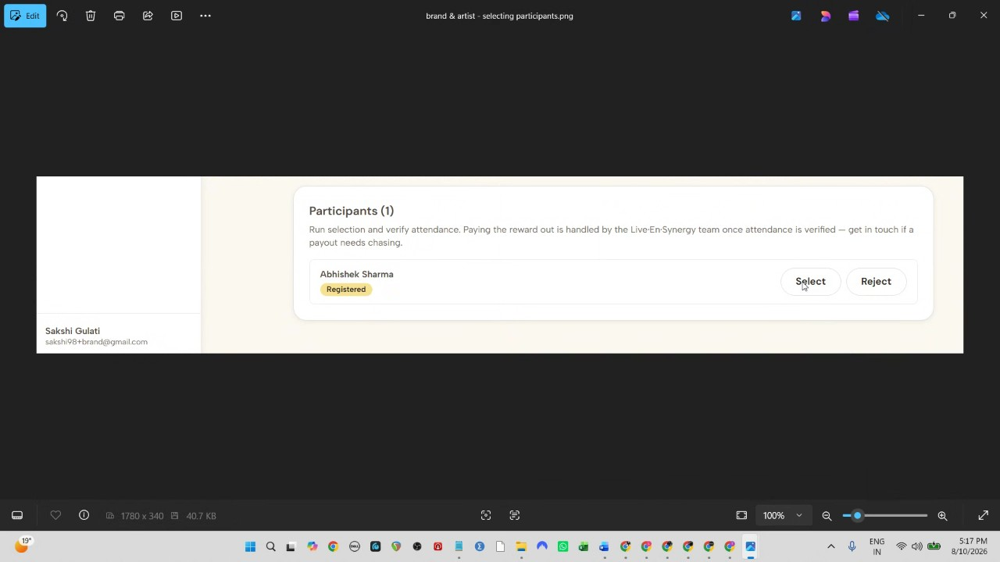 Edit
brand & artist - selecting participants.png
Participants (1)
Run selection and verify attendance. Paying the reward out is handled by the Live·En·Synergy team once attendance is verified — get in touch if a
payout needs chasing.
Abhishek Sharma
Registered
Select
Reject
Sakshi Gulati
sakshi98+brand@gmail.com
1780 x 340
40.7 KB
100%
19°
ENG
IN
5:17 PM
8/10/2026